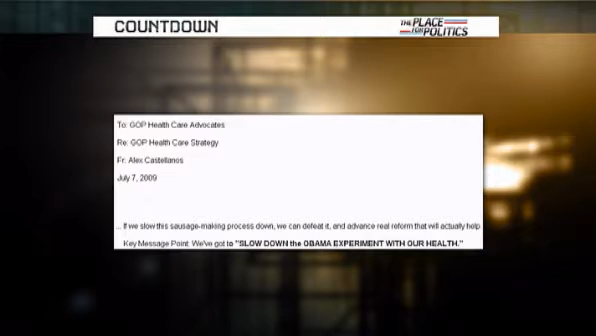 COUNTDOWN
THE PLACE
FOR POLITICS
To: GOP Health Care Advocates
Re: GOP Health Care Strategy
Fr: Alex Castellanos
July 7, 2009
... If we slow this sausage-making process down, we can defeat it, and advance real reform that will actually help.
Key Message Point: We've got to "SLOW DOWN the OBAMA EXPERIMENT WITH OUR HEALTH."